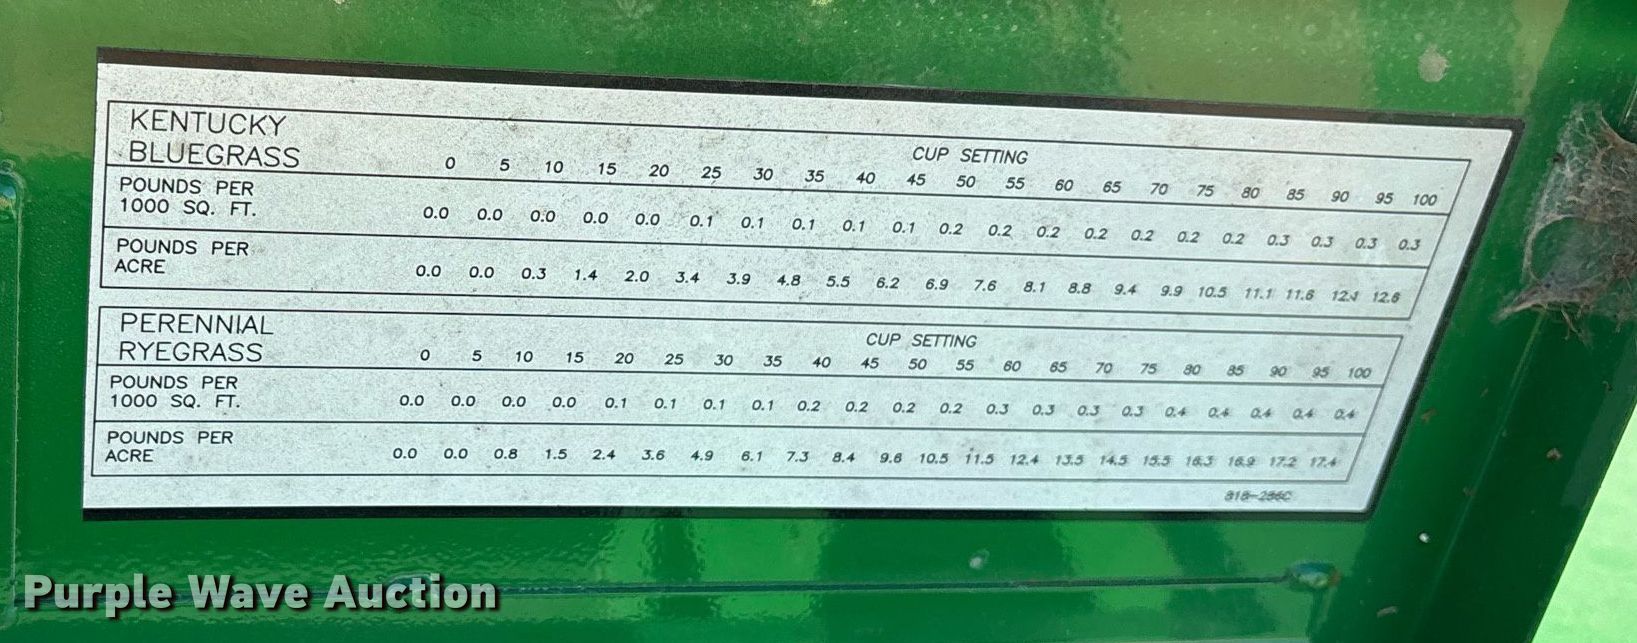 KENTUCKY
BLUEGRASS
CUP SETTING
0 5 10 15 20 25 30 35 40 45 50 55 60 65 70 75 80 85 90 95 100
POUNDS PER
1000 SQ. FT.
0.0 0.0 0.0 0.0 0.0 0.1 0.1 0.1 0.1 0.1 0.2 0.2 0.2 0.2 0.2 0.2 0.2 0.3 0.3 0.3 0.3
POUNDS PER
ACRE
0.0 0.0 0.3 1.4 2.0 3.4 3.9 4.8 5.5 6.2 6.9 7.6 8.1 8.8 9.4 9.9 10.5 11.1 11.6
PERENNIAL
RYEGRASS
CUP SETTING
0 5 10 15 20 25 30 35 40 45 50 55 60 65 70 75 80 85 90 95 100
POUNDS PER
1000 SQ. FT.
0.0 0.0 0.0 0.0 0.1 0.1 0.1 0.1 0.2 0.2 0.2 0.2 0.3 0.3 0.3 0.3 0.4 0.4 0.4 0.4 0.4
POUNDS PER
ACRE
0.0 0.0 0.8 1.5 2.4 3.6 4.9 6.1 7.3 8.4 9.6 10.5 11.5 12.4 13.5 14.5 15.5 16.3 16.9 17.2 17.4
Purple Wave Auction